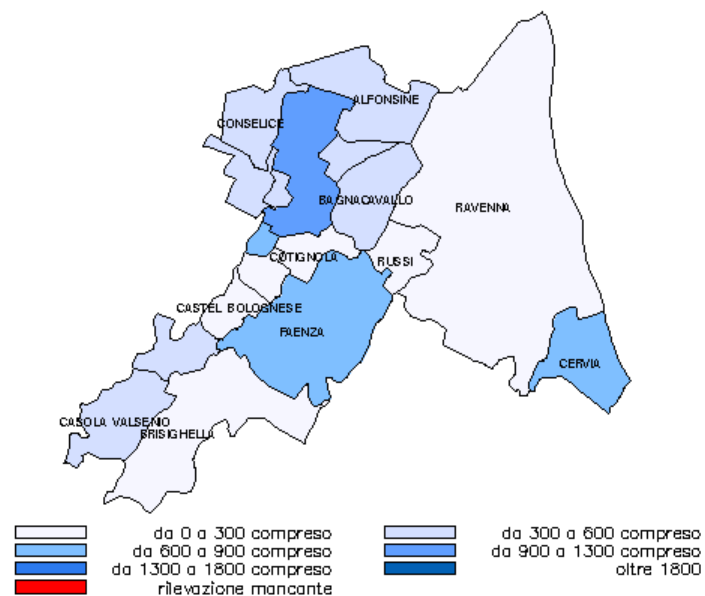 ALFONSINE
CONSELICE
BAGNACAVALLO
RAVENNA
COTIGNOLA
RUSSI
CASTEL BOLOGNESE
FAENZA
CERVIA
CASOLA VALSENIO
BRISIGHELLA
da 0 a 300 compreso
da 300 a 600 compreso
da 600 a 900 compreso
da 900 a 1300 compreso
da 1300 a 1800 compreso
oltre 1800
rilevazione mancante